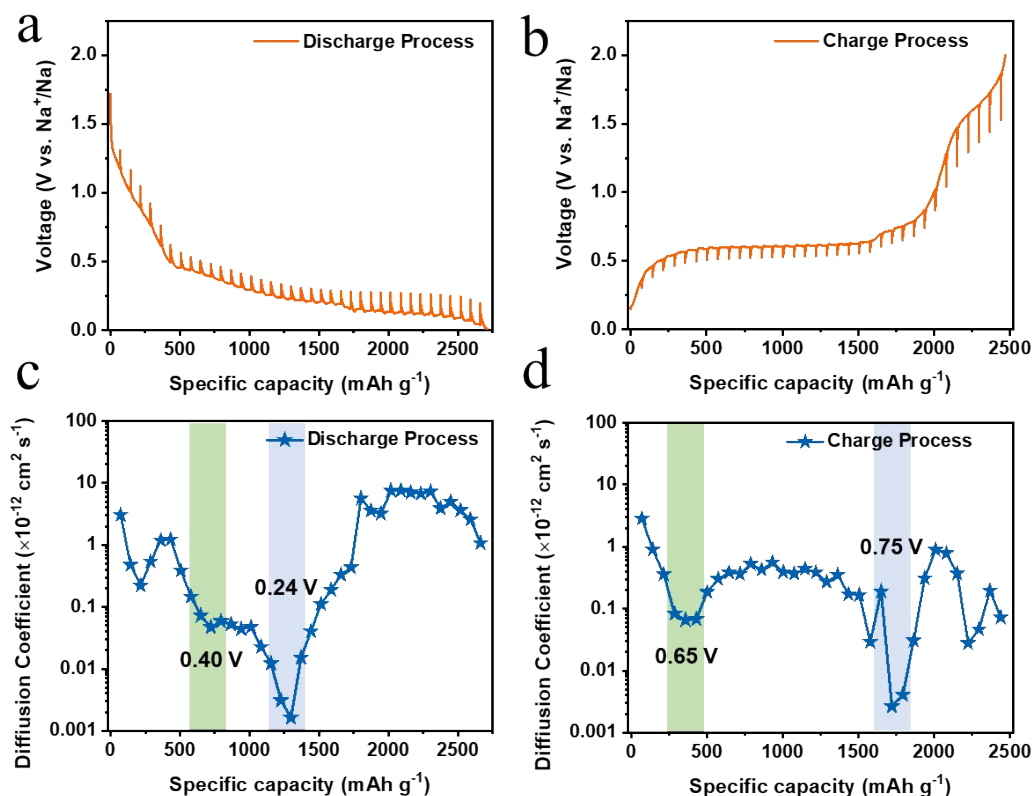 a
Discharge Process
2.0
1.5
1.0
0.5
0.0
Voltage (V vs. Na⁺/Na)
0 500 1000 1500 2000 2500
Specific capacity (mAh g⁻¹)
b
Charge Process
2.0
1.5
1.0
0.5
0.0
Voltage (V vs. Na⁺/Na)
0 500 1000 1500 2000 2500 3000
Specific capacity (mAh g⁻¹)
c
Discharge Process
100
10
1
0.1
0.01
0.001
Diffiusion Coefficient (×10⁻¹² cm² s⁻¹)
0.24 V
0.40 V
0 500 1000 1500 2000 2500
Specific capacity (mAh g⁻¹)
d
Charge Process
100
10
1
0.1
0.01
0.001
Diffiusion Coefficient (×10⁻¹² cm² s⁻¹)
0.75 V
0.65 V
0 500 1000 1500 2000 2500
Specific capacity (mAh g⁻¹)